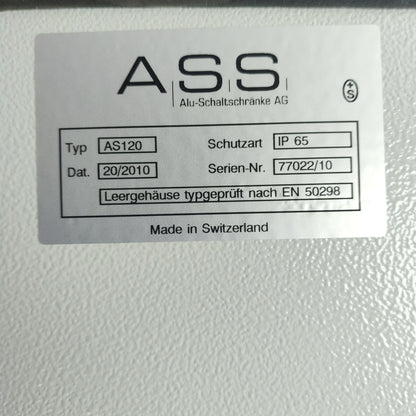 A|S|S|
Alu-Schaltschränke AG
Typ AS120 Schutzart IP 65
Dat. 20/2010 Serien-Nr. 77022/10
Leergehäuse typgeprüft nach EN 50298
Made in Switzerland